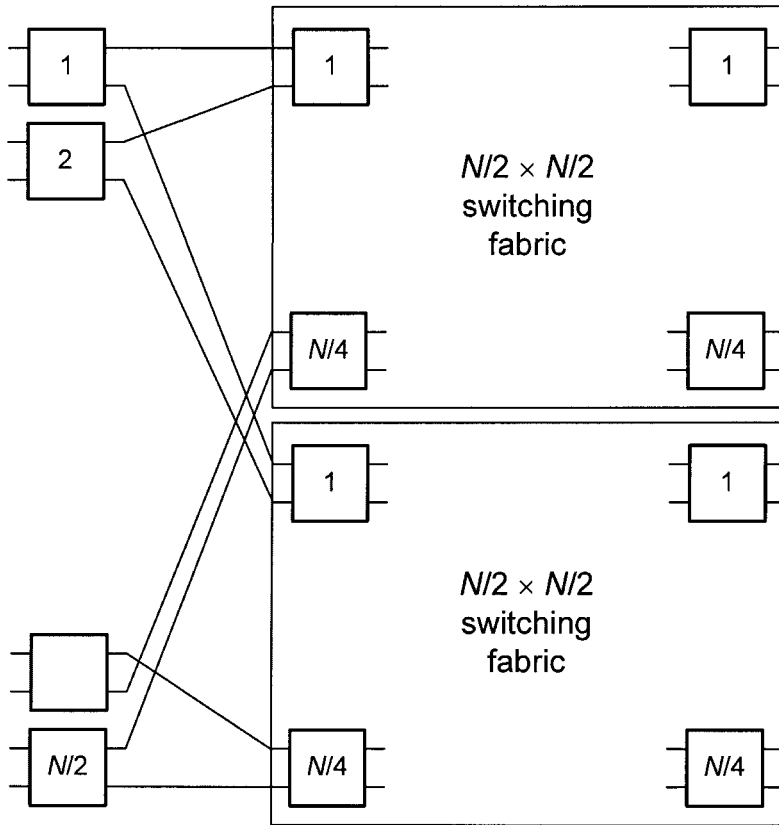 1
1
1
2
N/2 × N/2
switching
fabric
N/4
N/4
1
1
N/2 × N/2
switching
fabric
N/2
N/4
N/4